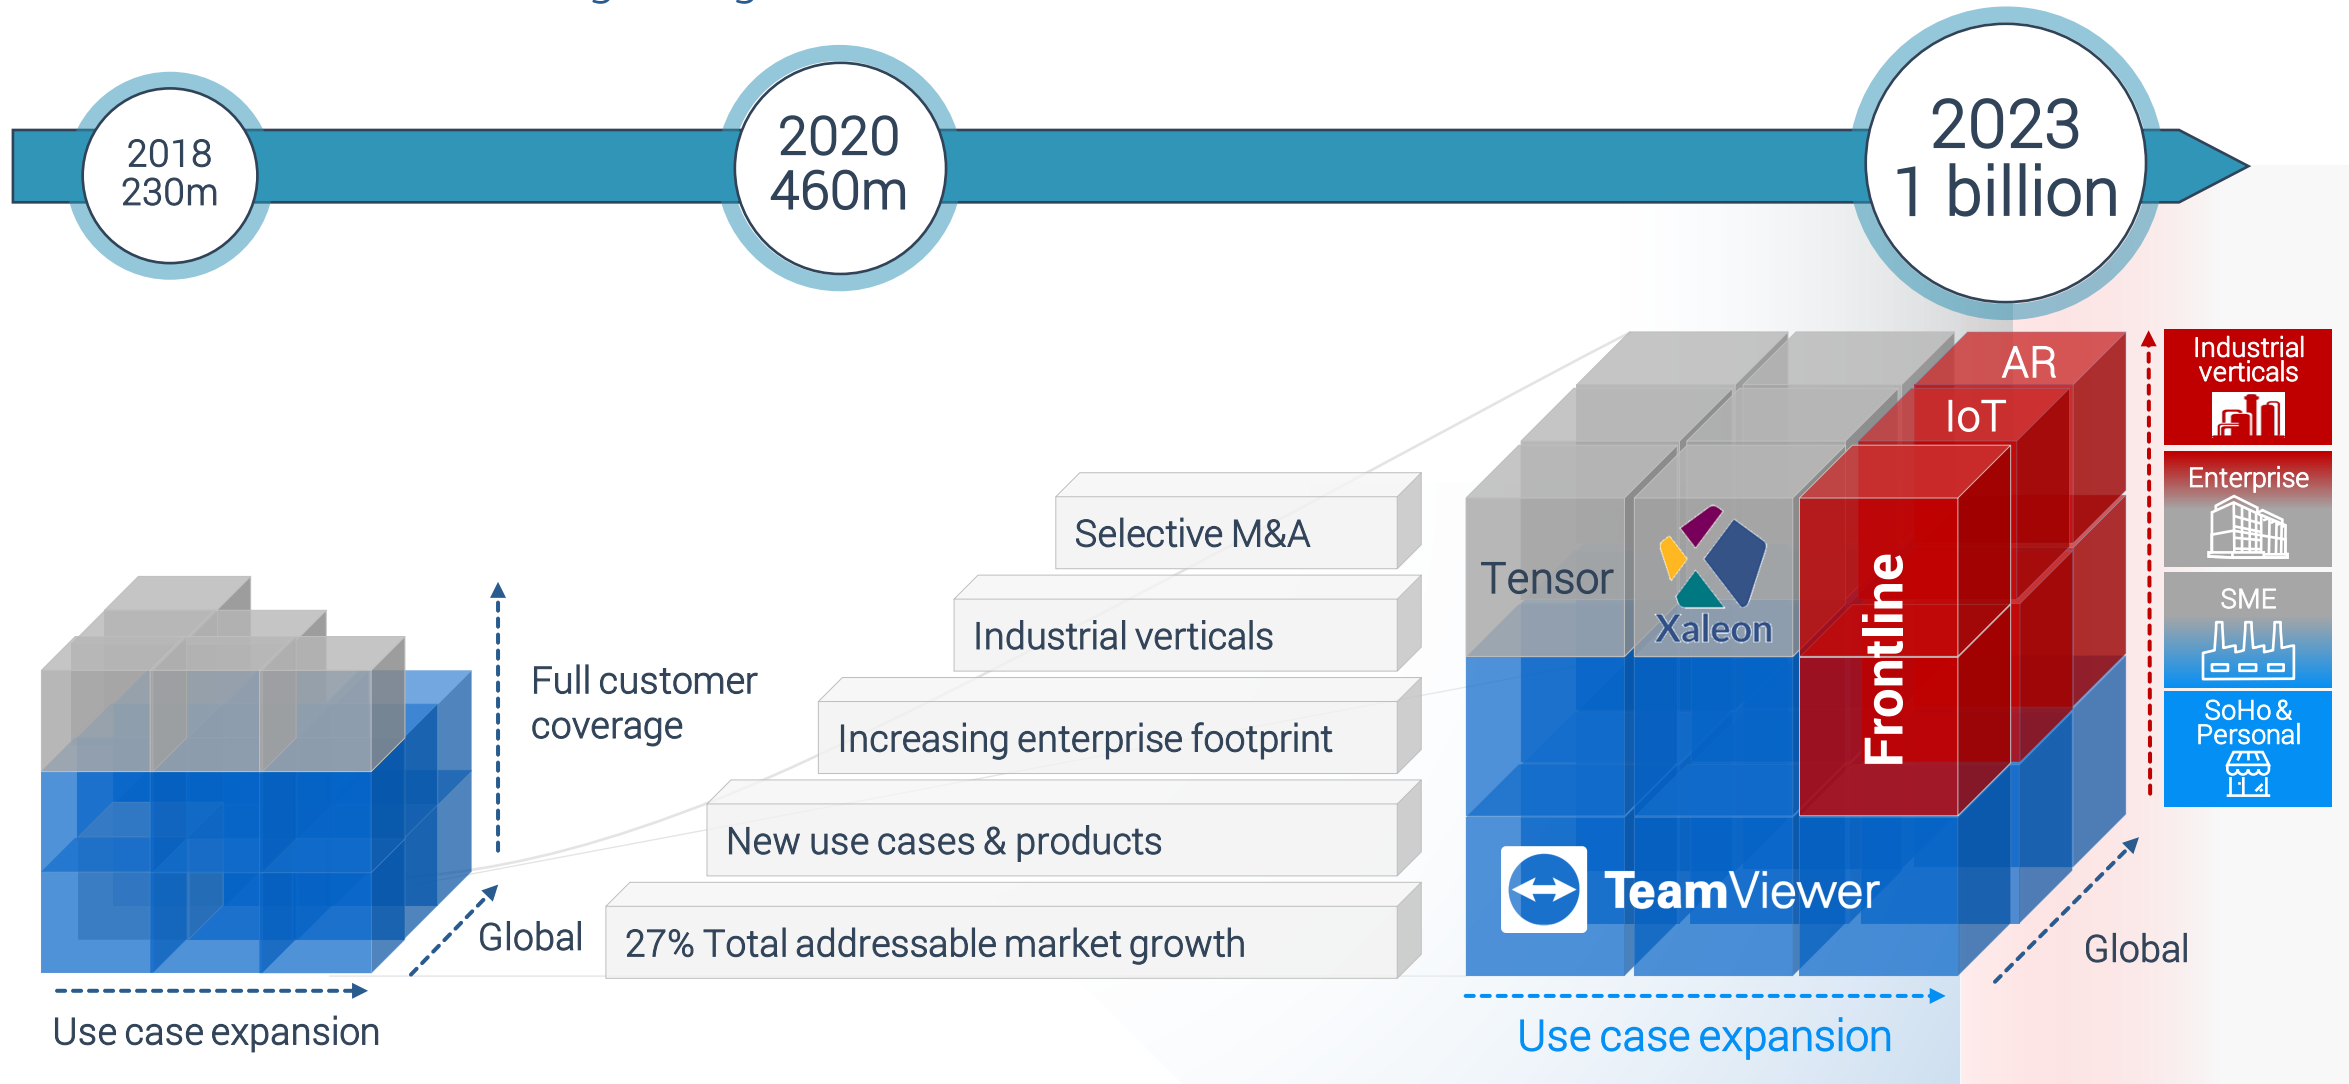 2018
230m
2020
460m
2023
1 billion
Full customer
coverage
Global
Use case expansion
Selective M&A
Industrial verticals
Increasing enterprise footprint
New use cases & products
27% Total addressable market growth
AR
IoT
Tensor
Xaleon
Frontline
TeamViewer
Global
Use case expansion
Industrial
verticals
Enterprise
SME
SoHo &
Personal